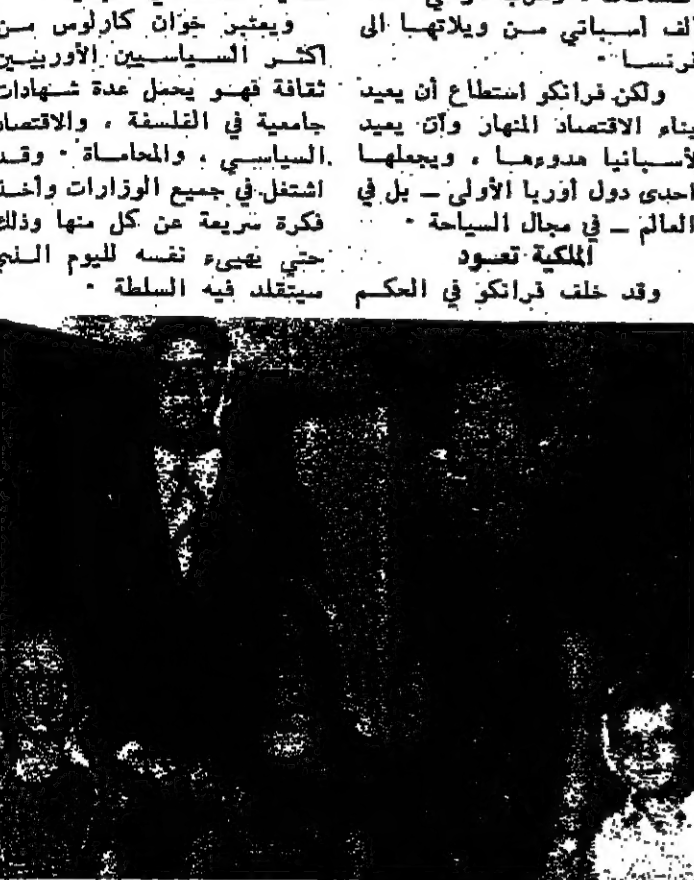 ألف أسباني من ويلاتها الى
فرنسا ·
ولكن فرانكو استطاع أن يعيد
بناء الاقتصاد المنهار وأن يعيد
لأسبانيا هدوءها ، ويجعلها
احدى دول أوربا الأولى — بل في
العالم — في مجال السياحة ·
الملكية تعود
وقد خلف فرانكو في الحكم
ويعتبر خوان كارلوس من
اكثر السياسيين الأوربيين
ثقافة فهو يحمل عدة شهادات
جامعية في الفلسفة ، والاقتصاد
السياسي ، والمحاماة · وقد
اشتغل في جميع الوزارات وأخذ
فكرة سريعة عن كل منها وذلك
حتي يهييء نفسه لليوم الذي
سيتقلد فيه السلطة ·